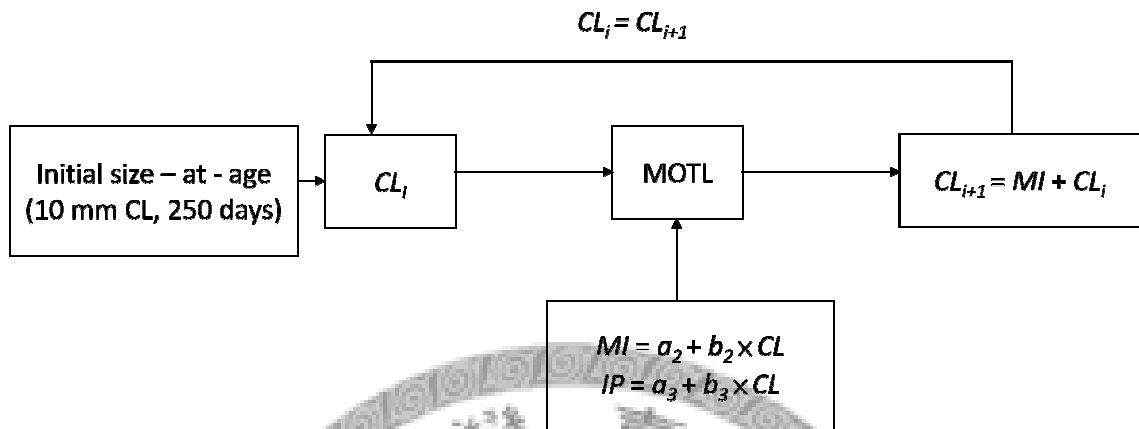 CLᵢ = CLᵢ₊₁
Initial size – at - age
(10 mm CL, 250 days)
CL_I
MOTL
CLᵢ₊₁ = MI + CLᵢ
MI = a₂ + b₂ × CL
IP = a₃ + b₃ × CL